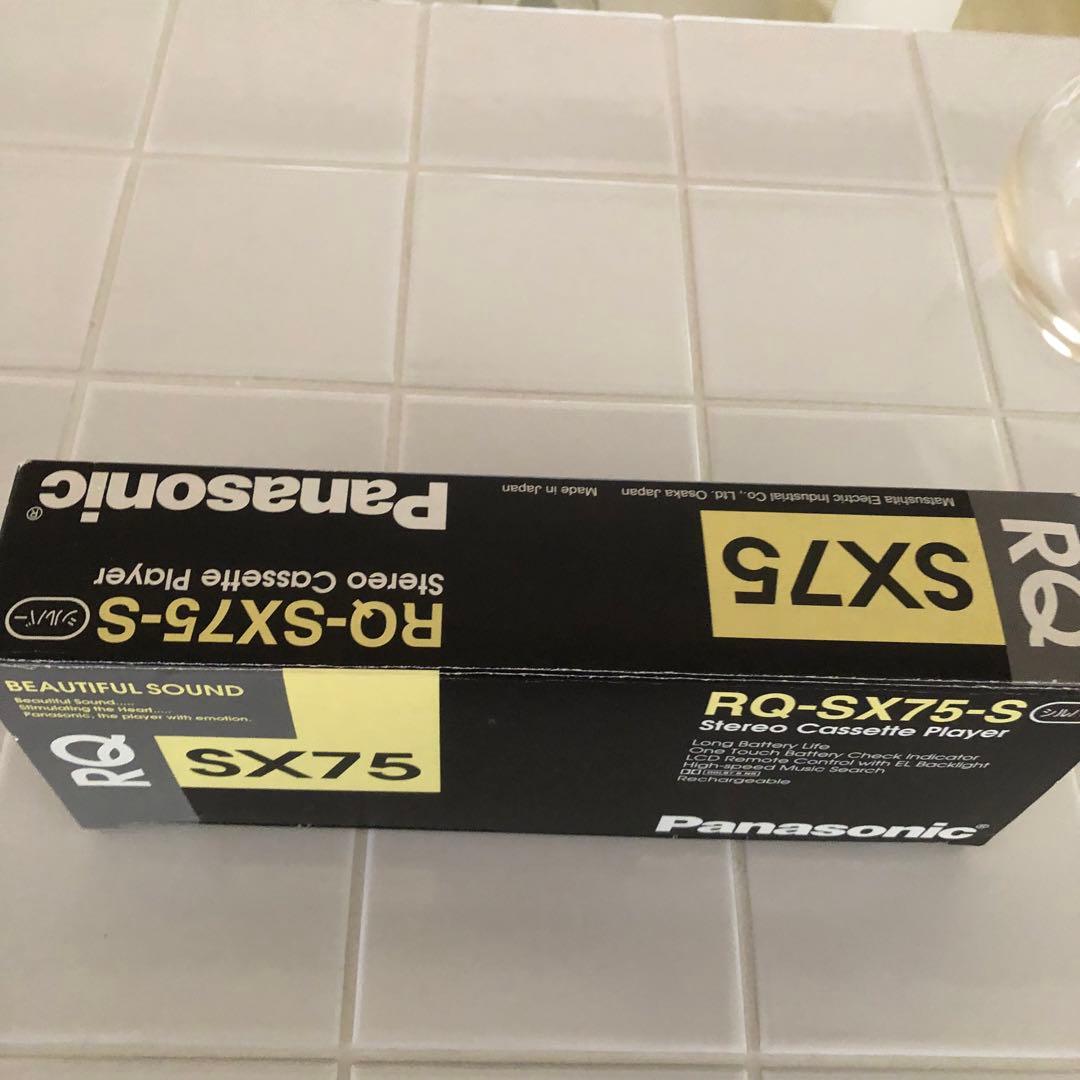 Panasonic®
Stereo Cassette Player
RQ-SX75-S シルバー
Made in Japan
Matsushita Electric Industrial Co., Ltd. Osaka Japan
SX75
RQ
BEAUTIFUL SOUND
Beautiful Sound.....
Stimulating the Heart.....
Panasonic, the player with emotion.
RQ
SX75
RQ-SX75-S シルバ
Stereo Cassette Player
Long Battery Life
One Touch Battery Check Indicator
LCD Remote Control with EL Backlight
High-speed Music Search
DOLBY B NR
Rechargeable
Panasonic®